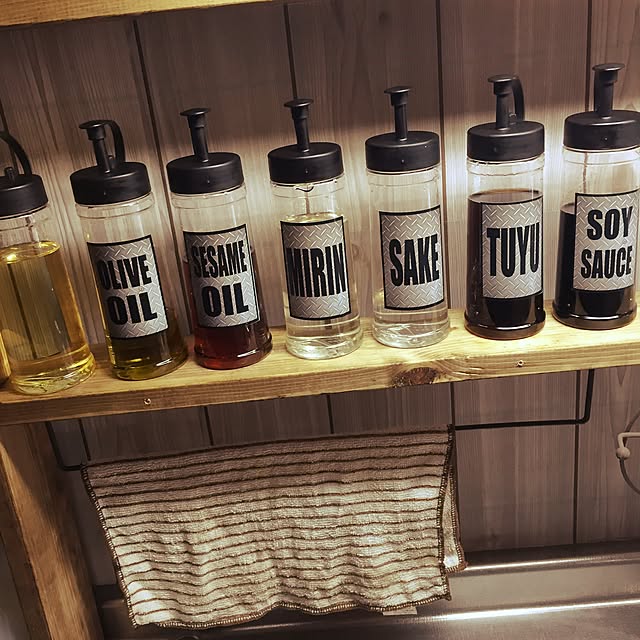 OLIVE
OIL
SESAME
OIL
MIRIN
SAKE
TUYU
SOY
SAUCE